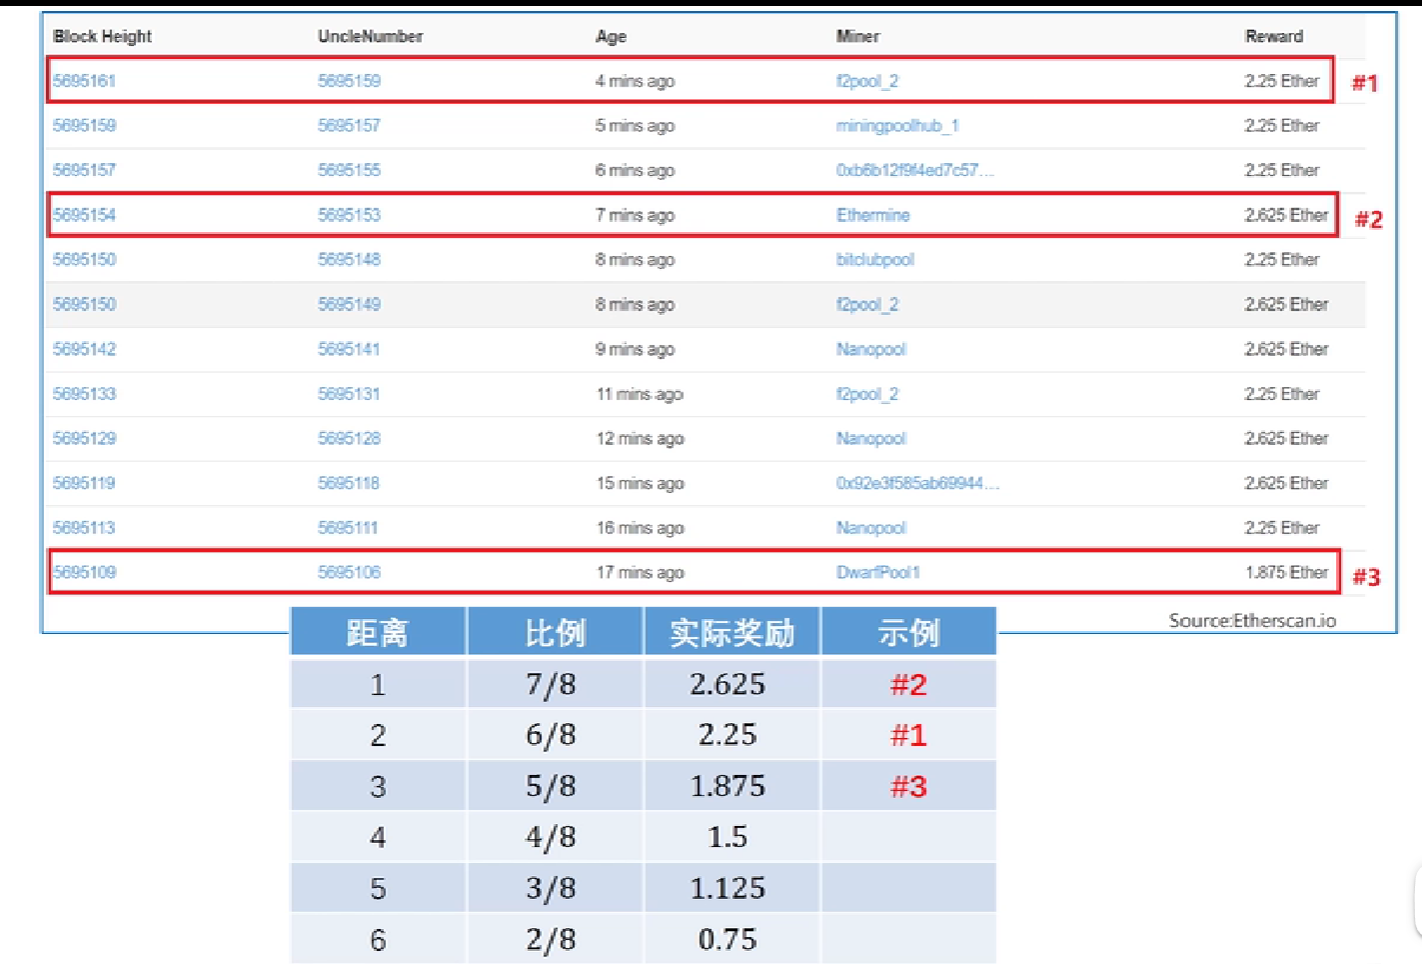 Block Height UncleNumber Age Miner Reward
5695161 5695159 4 mins ago f2pool_2 2.25 Ether #1
5695159 5695157 5 mins ago miningpoolhub_1 2.25 Ether
5695157 5695155 6 mins ago 0xb6b12f9f4ed7c57... 2.25 Ether
5695154 5695153 7 mins ago Ethermine 2.625 Ether #2
5695150 5695148 8 mins ago bitclubpool 2.25 Ether
5695150 5695149 8 mins ago f2pool_2 2.625 Ether
5695142 5695141 9 mins ago Nanopool 2.625 Ether
5695133 5695131 11 mins ago f2pool_2 2.25 Ether
5695129 5695128 12 mins ago Nanopool 2.625 Ether
5695119 5695118 15 mins ago 0x92e3f585ab69944... 2.625 Ether
5695113 5695111 16 mins ago Nanopool 2.25 Ether
5695109 5695106 17 mins ago DwarfPool1 1.875 Ether #3
Source:Etherscan.io
距离 比例 实际奖励 示例
1 7/8 2.625 #2
2 6/8 2.25 #1
3 5/8 1.875 #3
4 4/8 1.5
5 3/8 1.125
6 2/8 0.75